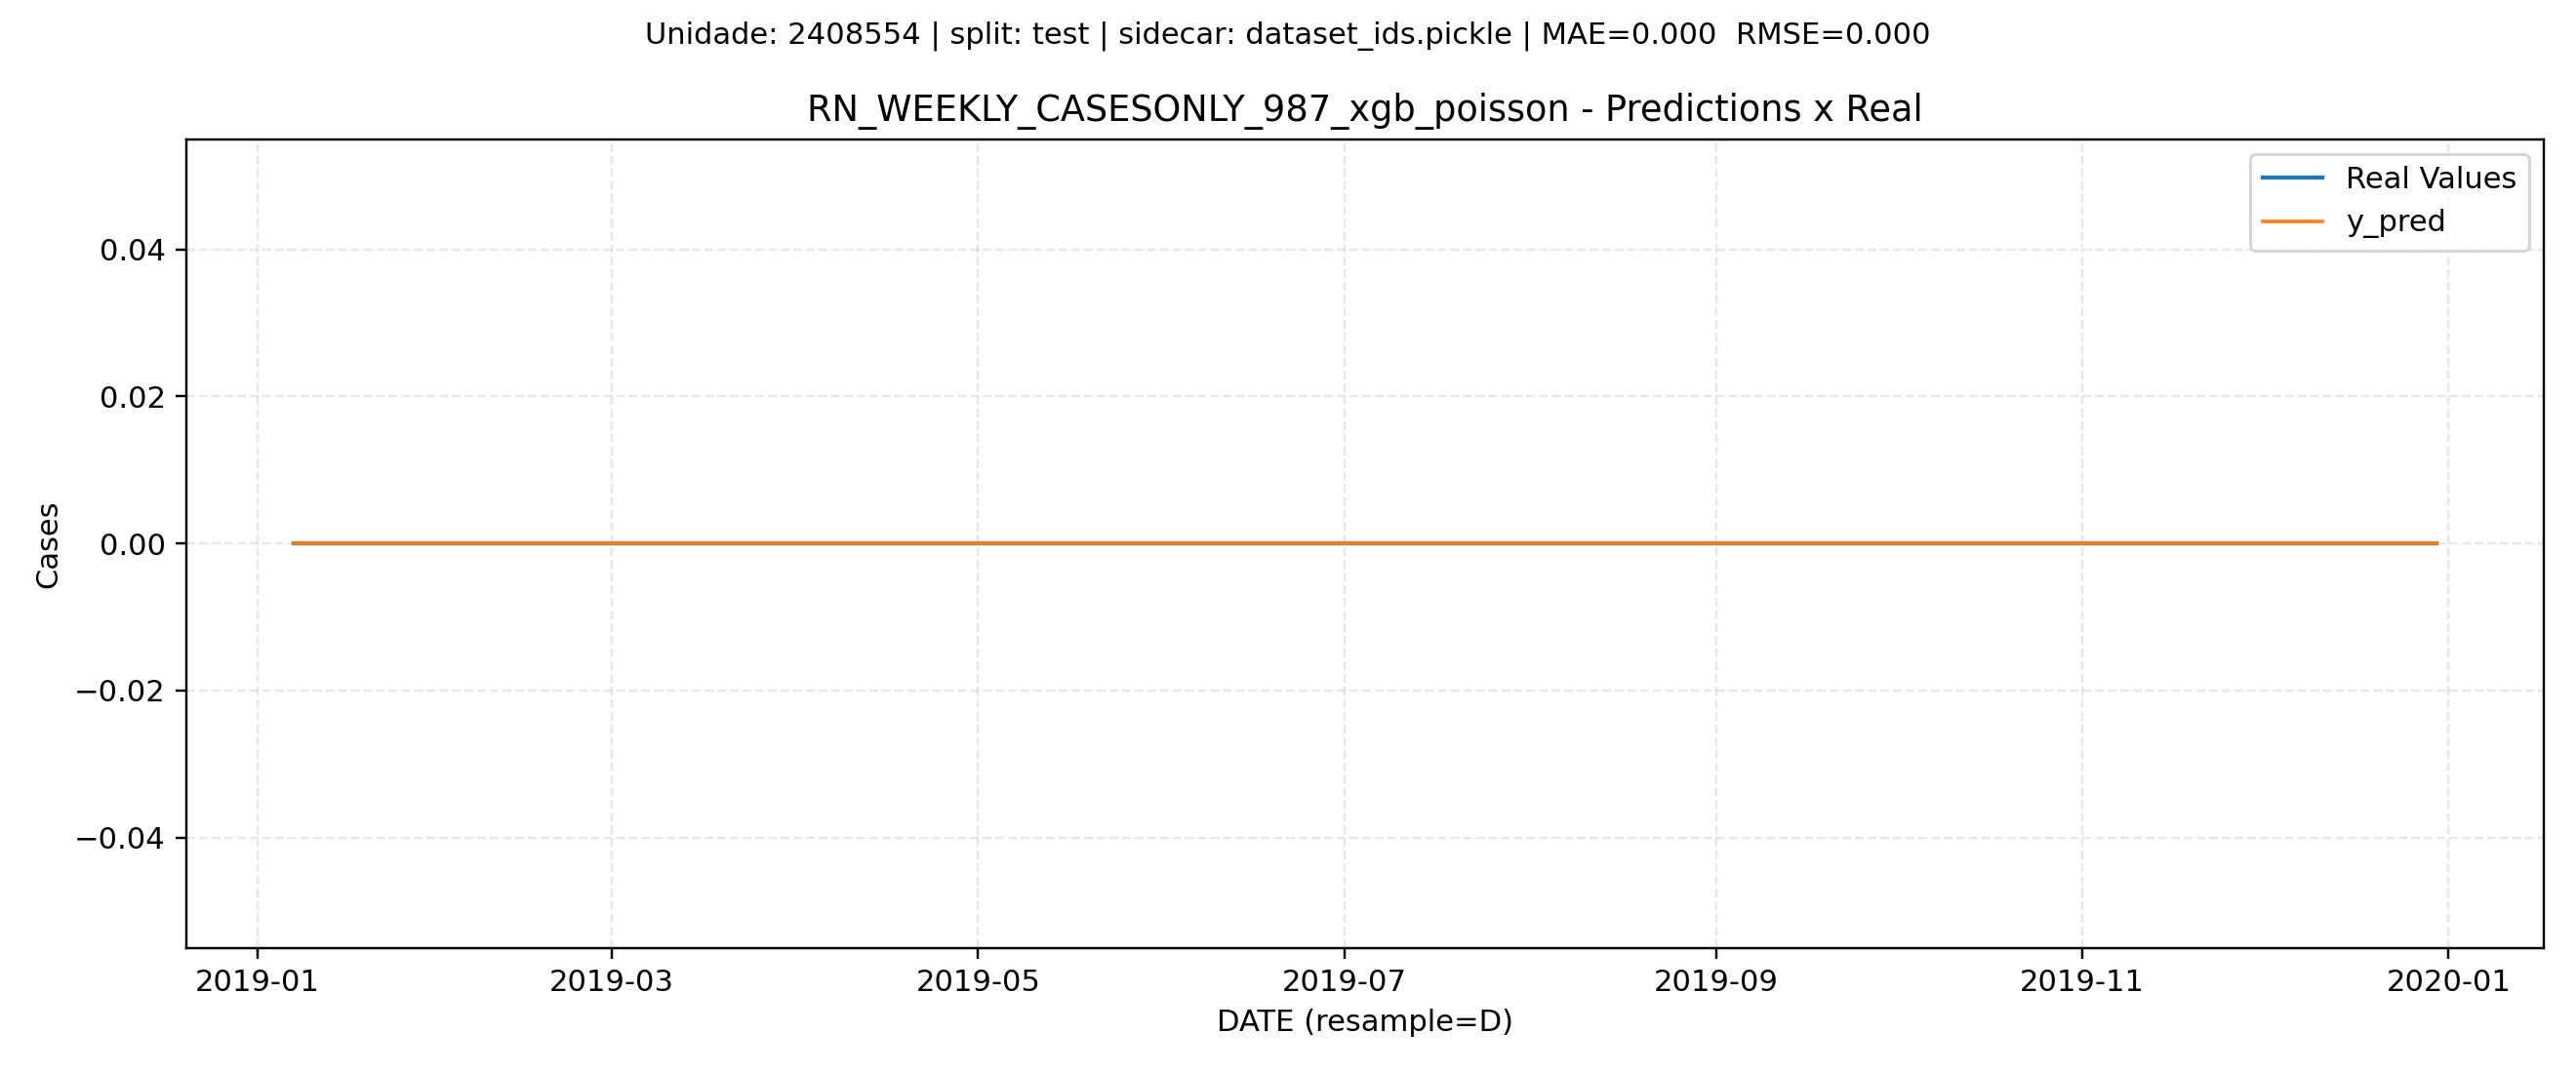 Unidade: 2408554 | split: test | sidecar: dataset_ids.pickle | MAE=0.000  RMSE=0.000
RN_WEEKLY_CASESONLY_987_xgb_poisson - Predictions x Real
Real Values
y_pred
0.04
0.02
0.00
−0.02
−0.04
Cases
2019-01
2019-03
2019-05
2019-07
2019-09
2019-11
2020-01
DATE (resample=D)